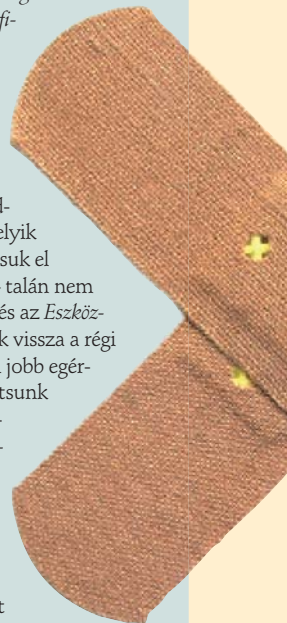 fi-
d-
elyik
suk el
talán nem
és az Eszköz-
k vissza a régi
jobb egér-
tsunk
-
-
t